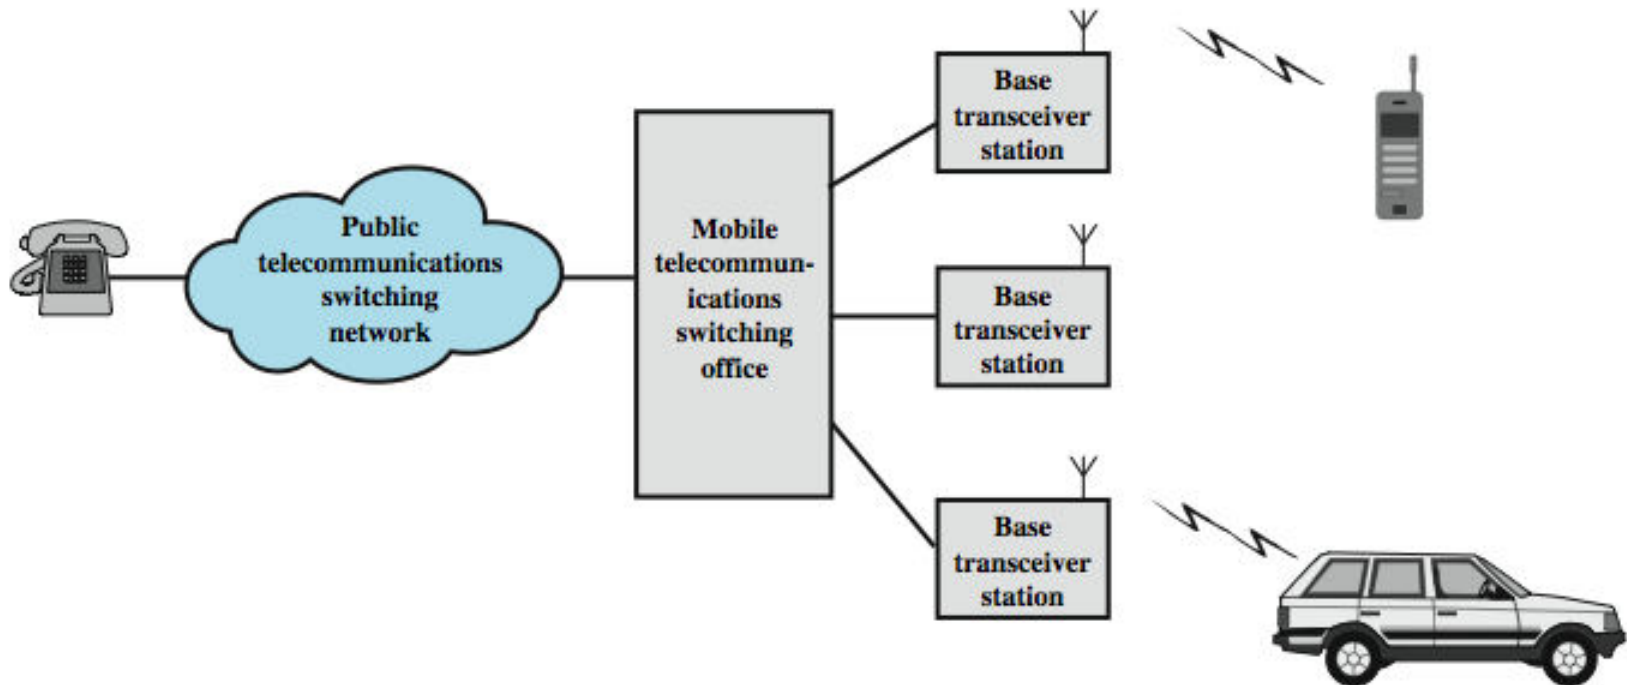 Public
telecommunications
switching
network
Mobile
telecommun-
ications
switching
office
Base
transceiver
station
Base
transceiver
station
Base
transceiver
station